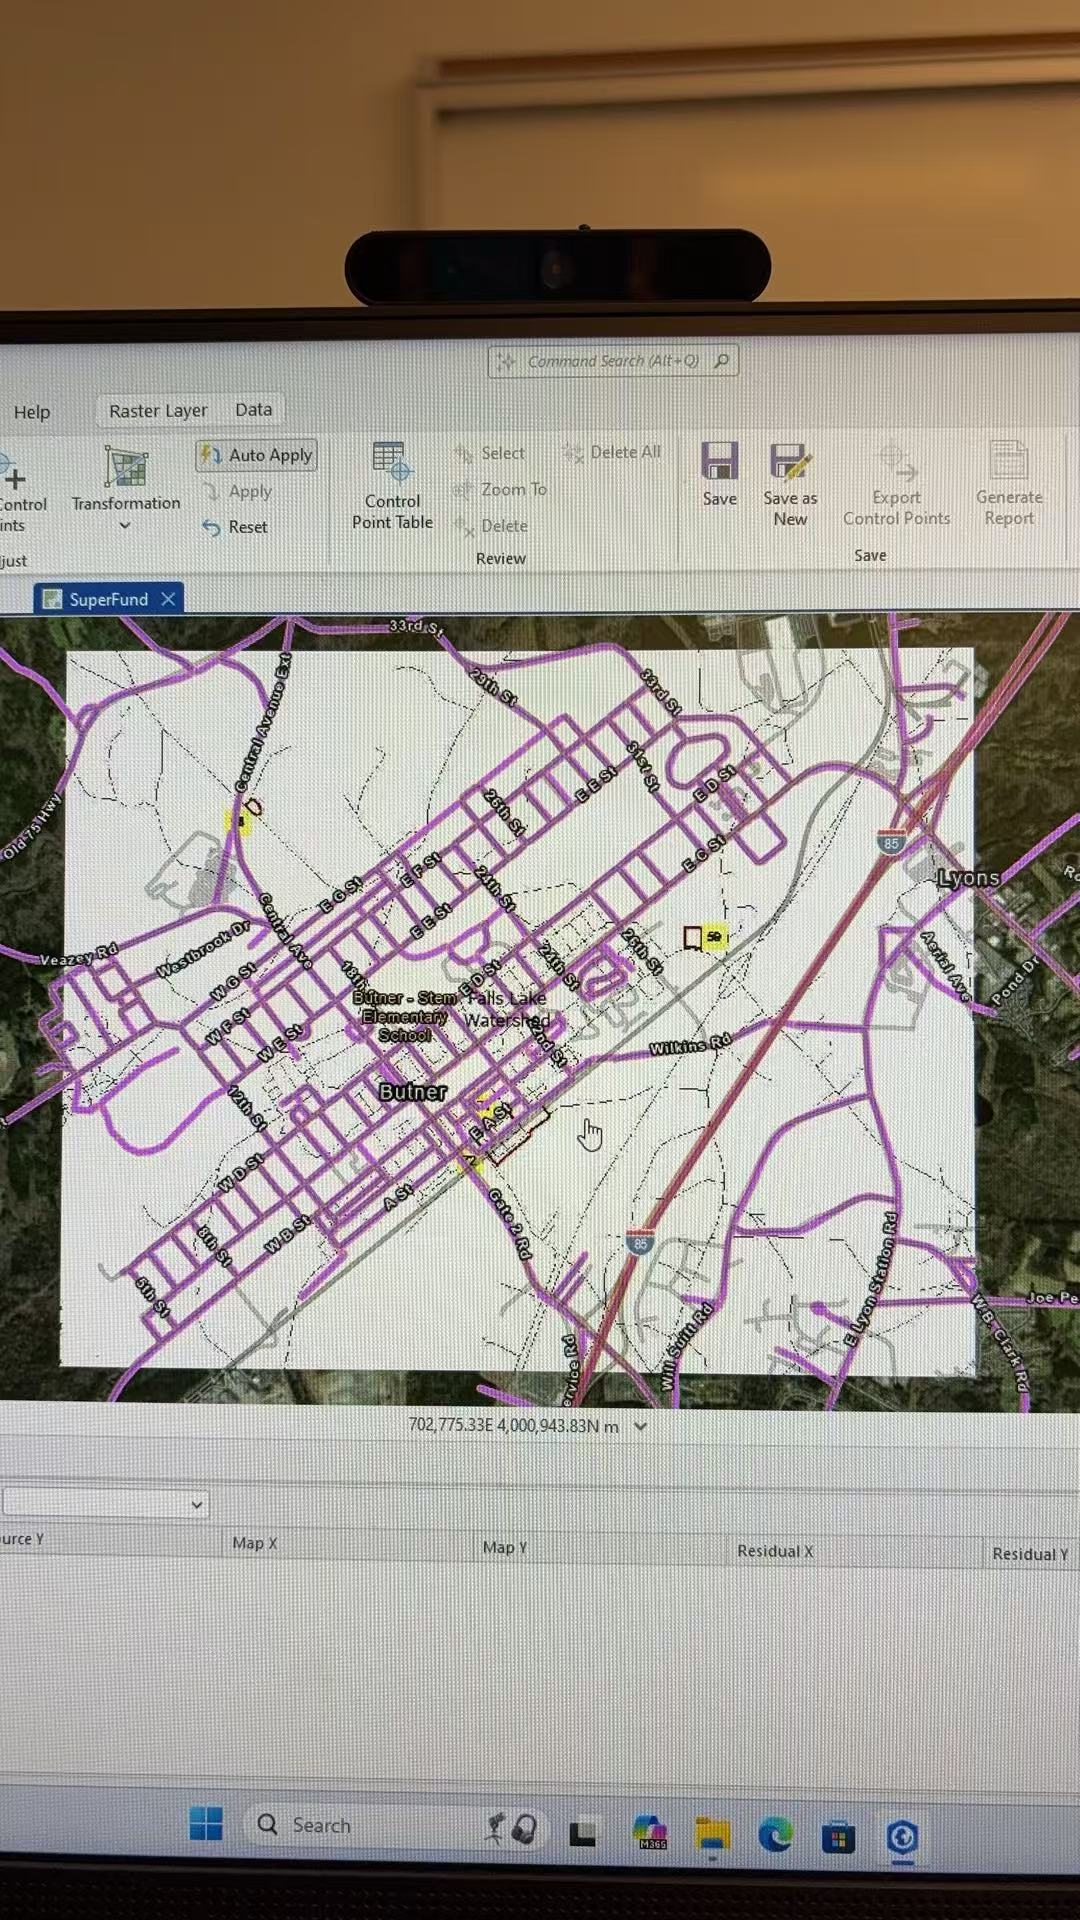 Command Search (Alt+Q)
Help
Raster Layer
Data
Control
ints
just
Transformation
Auto Apply
Apply
Reset
Control
Point Table
Select
Zoom To
Delete
Delete All
Review
Save
Save as
New
Export
Control Points
Generate
Report
Save
SuperFund
33rd St
29th St
33rd St
Central Avenue Ext
31st St
E E St
E D St
26th St
Old 75 Hwy
85
E C St
E F St
E G St
24th St
Lyons
Central Ave
E E St
Veazey Rd
Westbrook Dr
W G St
18th
E D St
24th St
26th St
50
Aerial Ave
Pond Dr
Butner - Stem
Elementary
School
Falls Lake
Watershed
W F St
W E St
22nd St
Wilkins Rd
Butner
12th St
E A St
W D St
A St
Gate 2 Rd
8th St
W B St
85
5th St
E Lyon Station Rd
Joe Pe
W.B. Clark Rd
Will Suitt Rd
ervice Rd
702,775.33E 4,000,943.83N m
urce Y
Map X
Map Y
Residual X
Residual Y
Search
M365